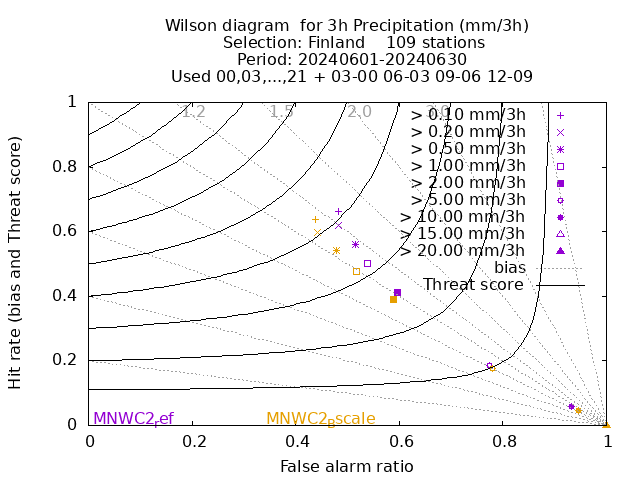 Wilson diagram for 3h Precipitation (mm/3h)
Selection: Finland 109 stations
Period: 20240601-20240630
Used 00,03,...,21 + 03-00 06-03 09-06 12-09
1.2 1.5 2.0 3.0
> 0.10 mm/3h
> 0.20 mm/3h
> 0.50 mm/3h
> 1.00 mm/3h
> 2.00 mm/3h
> 5.00 mm/3h
> 10.00 mm/3h
> 15.00 mm/3h
> 20.00 mm/3h
bias
Threat score
1
0.8
0.6
0.4
0.2
0
Hit rate (bias and Threat score)
MNWC2ref MNWC2Bscale
0 0.2 0.4 0.6 0.8 1
False alarm ratio